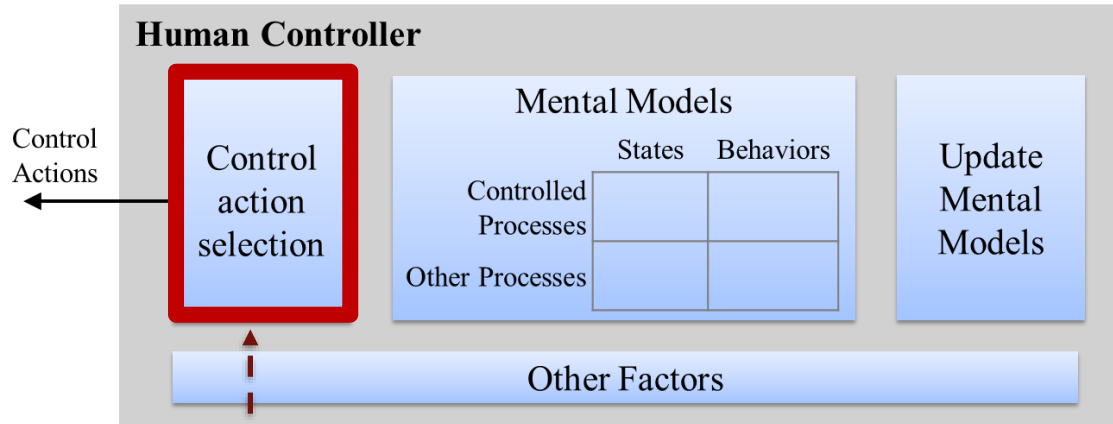 Human Controller
Control
Actions
Control
action
selection
Mental Models
States Behaviors
Controlled
Processes
Other Processes
Update
Mental
Models
Other Factors